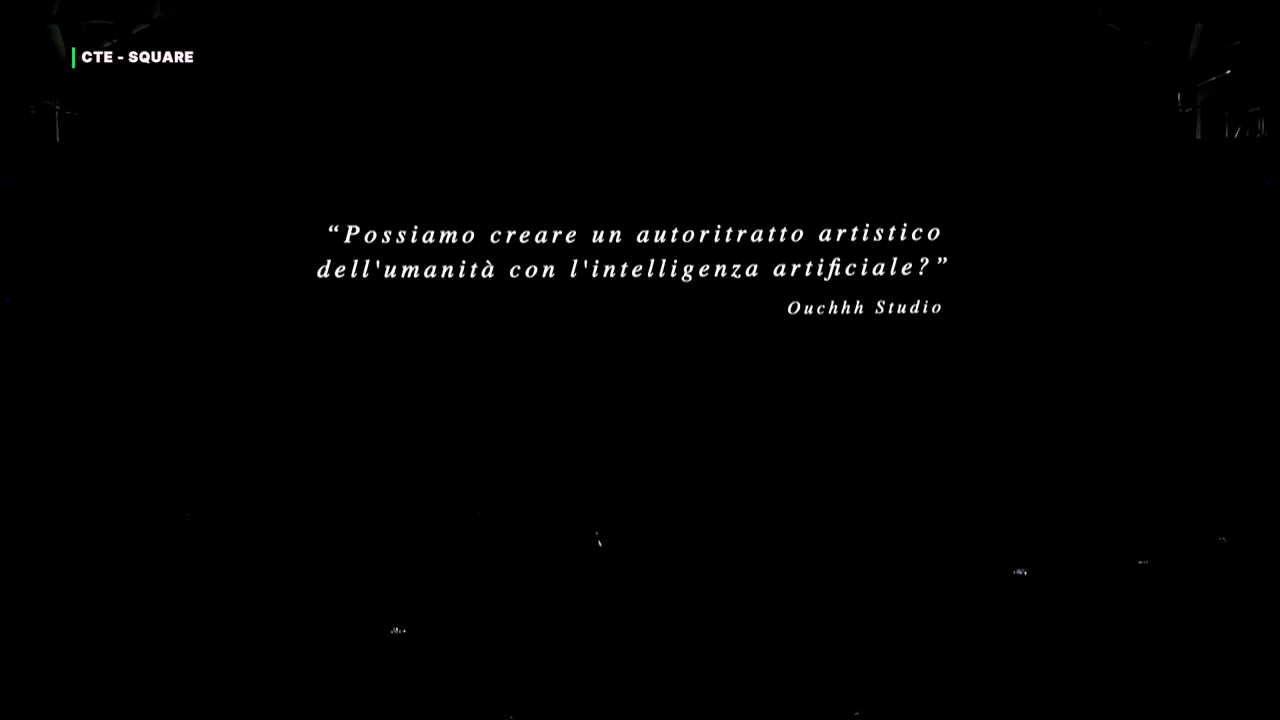 CTE - SQUARE
“Possiamo creare un autoritratto artistico
dell'umanità con l'intelligenza artificiale?”
Ouchhh Studio